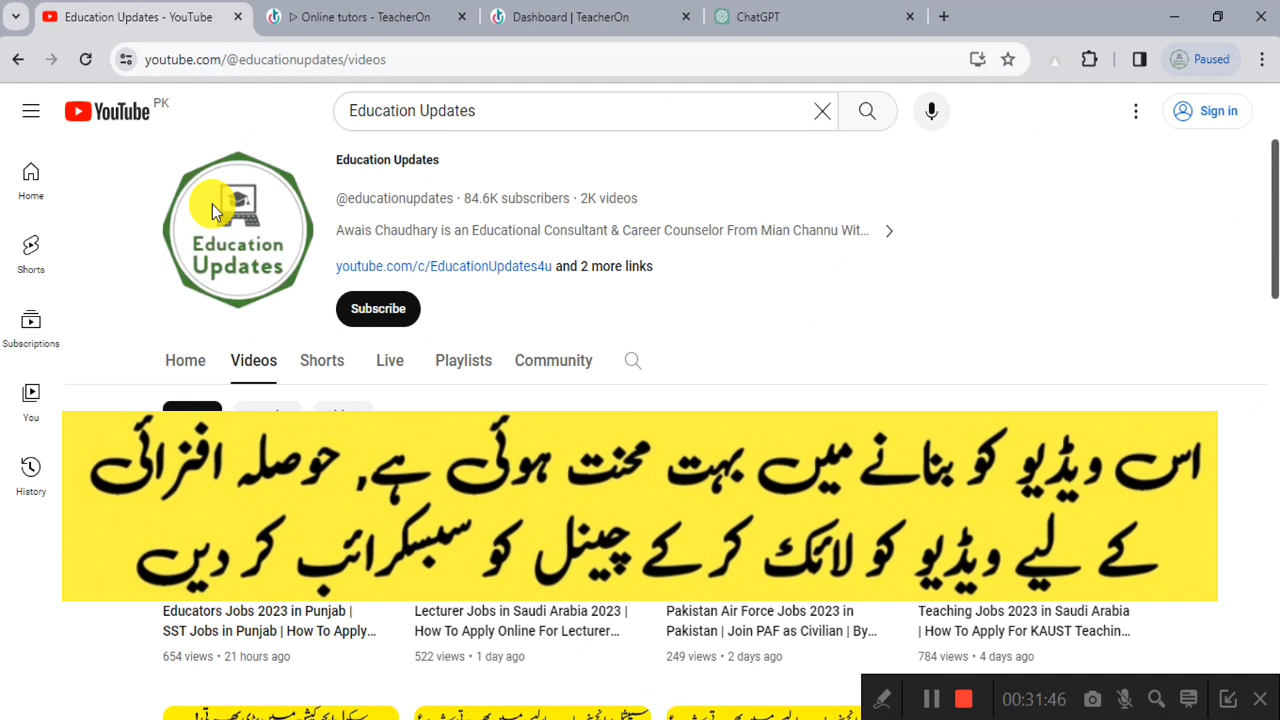 Education Updates - YouTube
▷ Online tutors - TeacherOn
Dashboard | TeacherOn
ChatGPT
youtube.com/@educationupdates/videos
Paused
YouTube PK
Education Updates
Sign in
Home
Shorts
Subscriptions
You
History
Education
Updates
Education Updates
@educationupdates · 84.6K subscribers · 2K videos
Awais Chaudhary is an Educational Consultant & Career Counselor From Mian Channu Wit...
youtube.com/c/EducationUpdates4u and 2 more links
Subscribe
Home Videos Shorts Live Playlists Community
اس ویڈیو کو بنانے میں بہت محنت ہوئی ہے, حوصلہ افزائی
کے لیے ویڈیو کو لائک کرکے چینل کو سبسکرائب کر دیں
Educators Jobs 2023 in Punjab |
SST Jobs in Punjab | How To Apply...
654 views • 21 hours ago
Lecturer Jobs in Saudi Arabia 2023 |
How To Apply Online For Lecturer...
522 views • 1 day ago
Pakistan Air Force Jobs 2023 in
Pakistan | Join PAF as Civilian | By...
249 views • 2 days ago
Teaching Jobs 2023 in Saudi Arabia
| How To Apply For KAUST Teachin...
784 views • 4 days ago
00:31:46